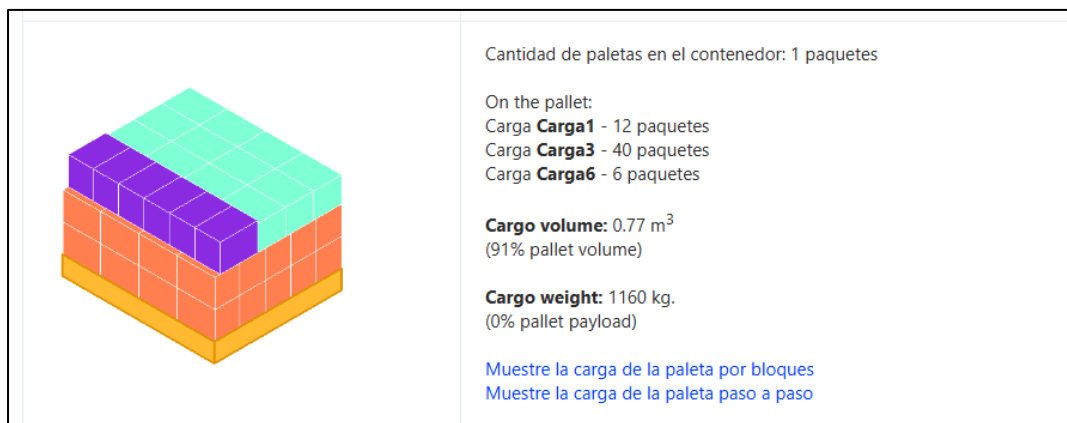 Cantidad de paletas en el contenedor: 1 paquetes
On the pallet:
Carga Carga1 - 12 paquetes
Carga Carga3 - 40 paquetes
Carga Carga6 - 6 paquetes
Cargo volume: 0.77 m³
(91% pallet volume)
Cargo weight: 1160 kg.
(0% pallet payload)
Muestre la carga de la paleta por bloques
Muestre la carga de la paleta paso a paso